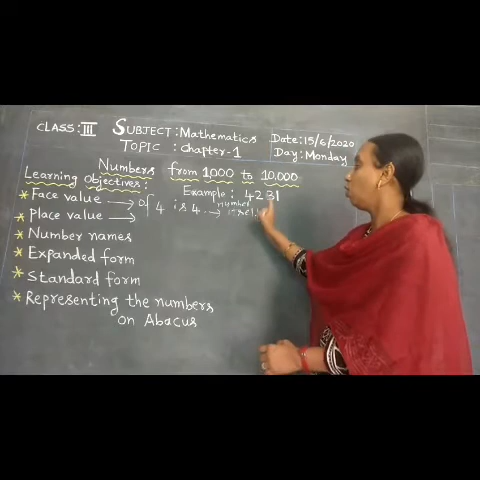 CLASS: III SUBJECT: Mathematics Date: 15/6/2020
TOPIC : Chapter-1 Day: Monday
Numbers from 1000 to 10,000
Learning objectives:
Example: 4231
* Face value → Of 4 is 4. → number
* Place value →
* Number names
* Expanded form
* Standard form
* Representing the numbers
on Abacus